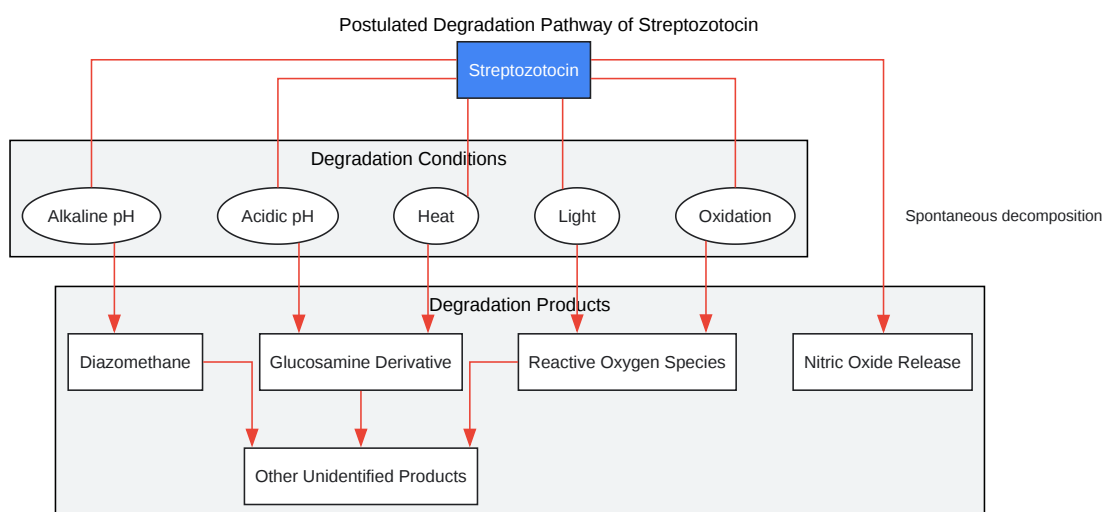 Postulated Degradation Pathway of Streptozotocin
Streptozotocin
Degradation Conditions
Alkaline pH
Acidic pH
Heat
Light
Oxidation
Spontaneous decomposition
Degradation Products
Diazomethane
Glucosamine Derivative
Reactive Oxygen Species
Nitric Oxide Release
Other Unidentified Products